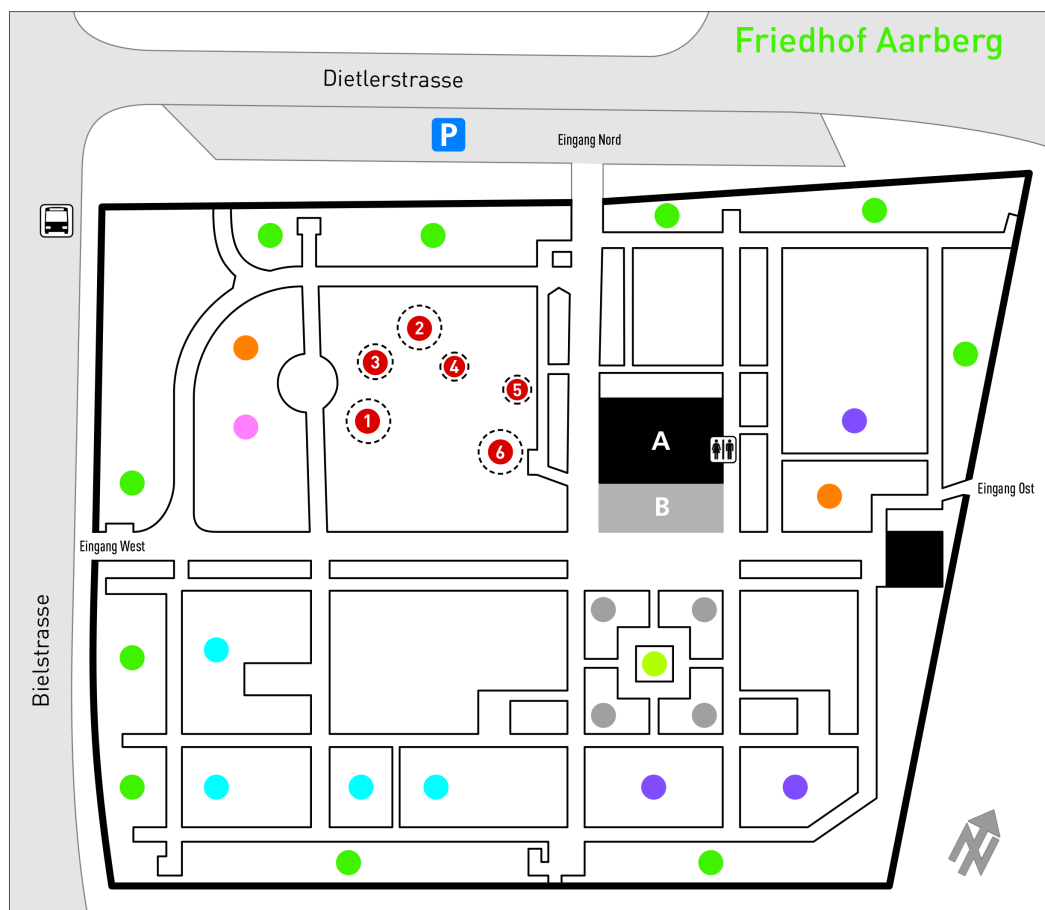 Friedhof Aarberg
Dietlerstrasse
P
Eingang Nord
2
3
4
5
1
6
A
B
Eingang Ost
Eingang West
Bielstrasse
N